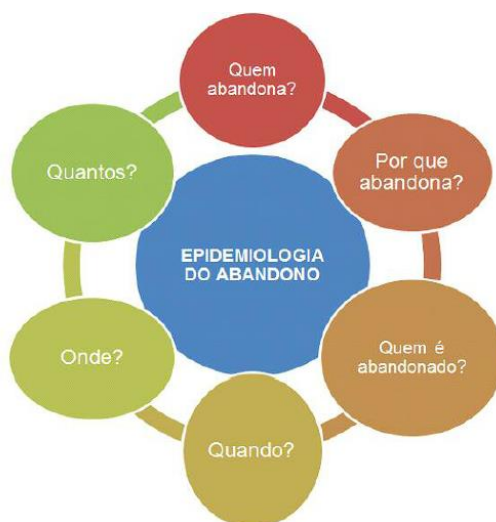 Quem
abandona?
Por que
abandona?
Quem é
abandonado?
Quando?
Onde?
Quantos?
EPIDEMIOLOGIA
DO ABANDONO